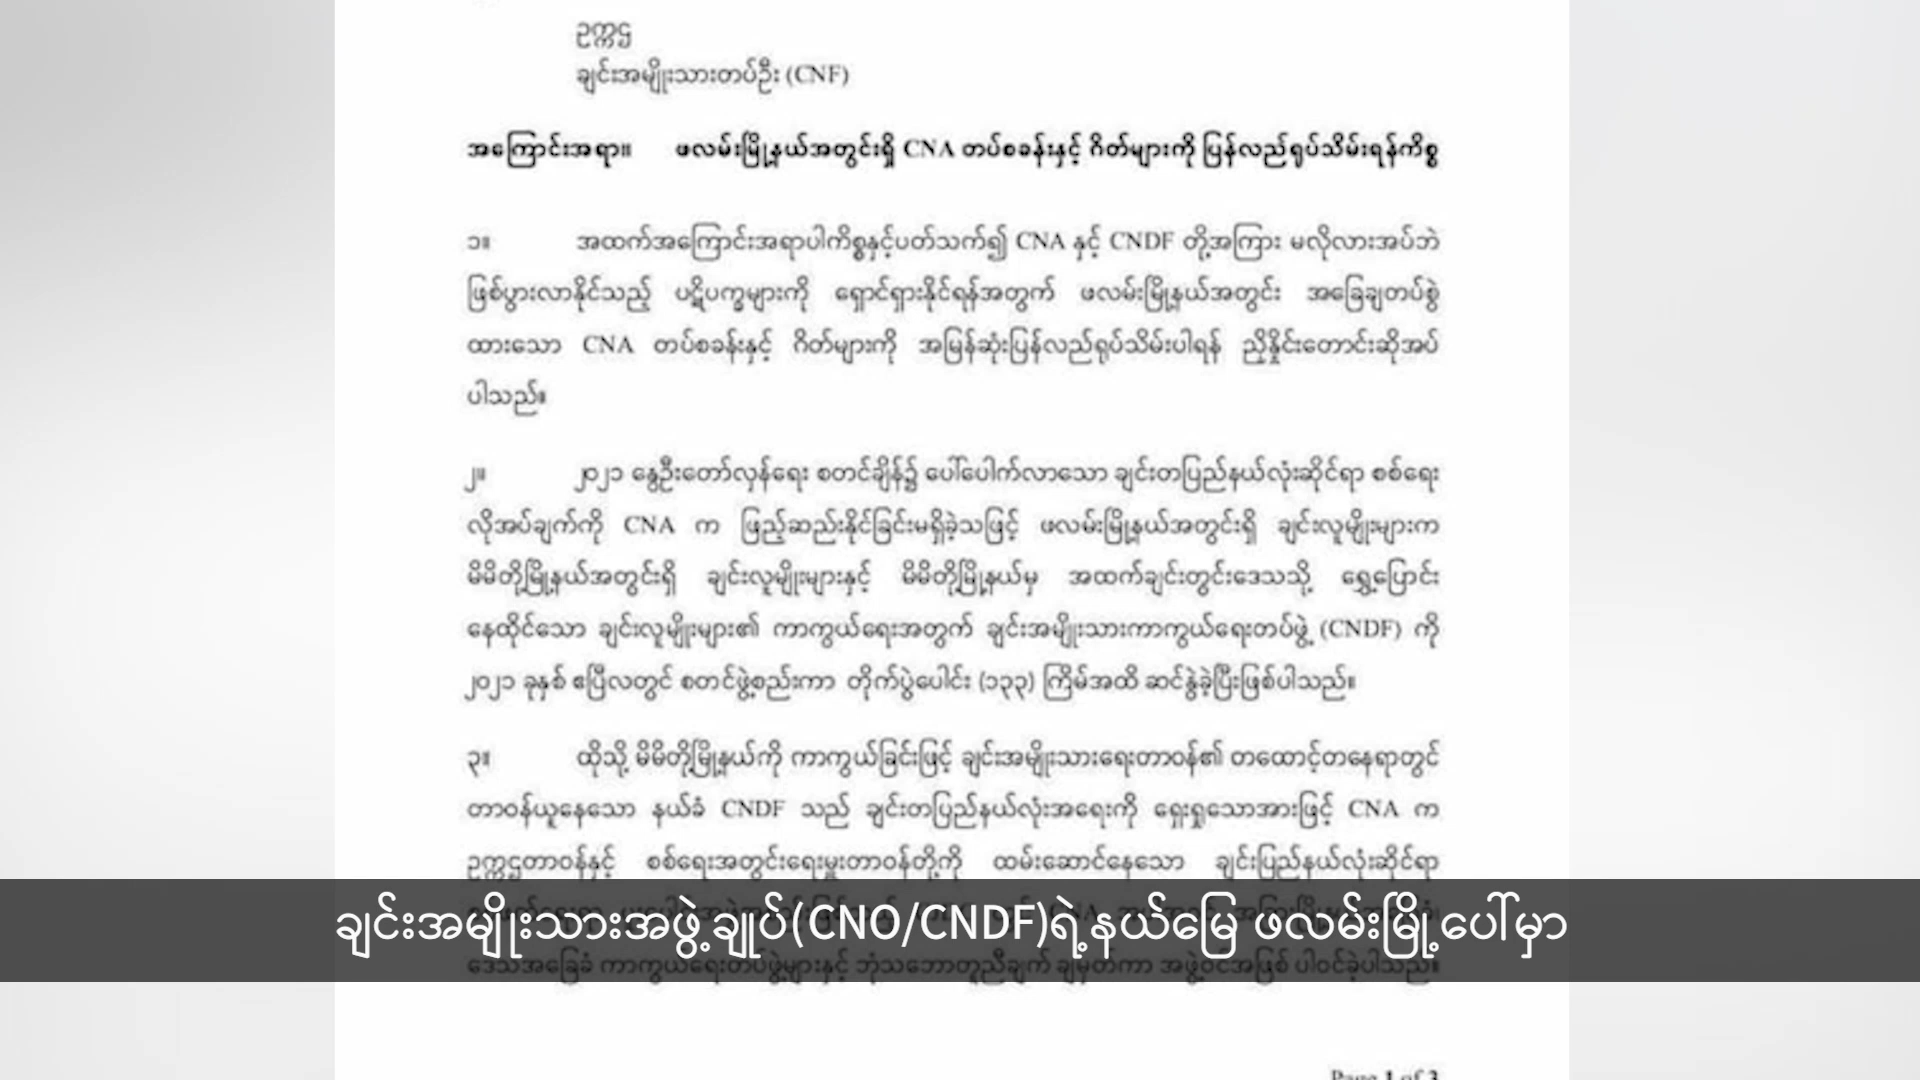 ဥက္ကဌ
ချင်းအမျိုးသားတပ်ဦး (CNF)
အကြောင်းအရာ။ ဖလမ်းမြို့နယ်အတွင်းရှိ CNA တပ်စခန်းနှင့် ဂိတ်များကို ပြန်လည်ရုပ်သိမ်းရန်ကိစ္စ
၁။ အထက်အကြောင်းအရာပါကိစ္စနှင့်ပတ်သက်၍ CNA နှင့် CNDF တို့အကြား မလိုလားအပ်ဘဲ
ဖြစ်ပွားလာနိုင်သည့် ပဋိပက္ခများကို ရှောင်ရှားနိုင်ရန်အတွက် ဖလမ်းမြို့နယ်အတွင်း အခြေချတပ်စွဲ
ထားသော CNA တပ်စခန်းနှင့် ဂိတ်များကို အမြန်ဆုံးပြန်လည်ရုပ်သိမ်းပါရန် ညှိနှိုင်းတောင်းဆိုအပ်
ပါသည်။
၂။ ၂၀၂၁ နွေဦးတော်လှန်ရေး စတင်ချိန်၌ ပေါ်ပေါက်လာသော ချင်းတပြည်နယ်လုံးဆိုင်ရာ စစ်ရေး
လိုအပ်ချက်ကို CNA က ဖြည့်ဆည်းနိုင်ခြင်းမရှိခဲ့သဖြင့် ဖလမ်းမြို့နယ်အတွင်းရှိ ချင်းလူမျိုးများက
မိမိတို့မြို့နယ်အတွင်းရှိ ချင်းလူမျိုးများနှင့် မိမိတို့မြို့နယ်မှ အထက်ချင်းတွင်းဒေသသို့ ရွှေ့ပြောင်း
နေထိုင်သော ချင်းလူမျိုးများ၏ ကာကွယ်ရေးအတွက် ချင်းအမျိုးသားကာကွယ်ရေးတပ်ဖွဲ့ (CNDF) ကို
၂၀၂၁ ခုနှစ် ဧပြီလတွင် စတင်ဖွဲ့စည်းကာ တိုက်ပွဲပေါင်း (၁၃၃) ကြိမ်အထိ ဆင်နွှဲခဲ့ပြီးဖြစ်ပါသည်။
၃။ ထိုသို့ မိမိတို့မြို့နယ်ကို ကာကွယ်ခြင်းဖြင့် ချင်းအမျိုးသားရေးတာဝန်၏ တထောင့်တနေရာတွင်
တာဝန်ယူနေသော နယ်ခံ CNDF သည် ချင်းတပြည်နယ်လုံးအရေးကို ရှေးရှုသောအားဖြင့် CNA က
ဥက္ကဌတာဝန်နှင့် စစ်ရေးအတွင်းရေးမှူးတာဝန်တို့ကို ထမ်းဆောင်နေသော ချင်းပြည်နယ်လုံးဆိုင်ရာ
ချင်းအမျိုးသားအဖွဲ့ချုပ်(CNO/CNDF)ရဲ့နယ်မြေ ဖလမ်းမြို့ပေါ်မှာ
ဒေသအခြေခံ ကာကွယ်ရေးတပ်ဖွဲ့များနှင့် ဘုံသဘောတူညီချက် ချမှတ်ကာ အဖွဲ့ဝင်အဖြစ် ပါဝင်ခဲ့ပါသည်။
Page 1 of 3